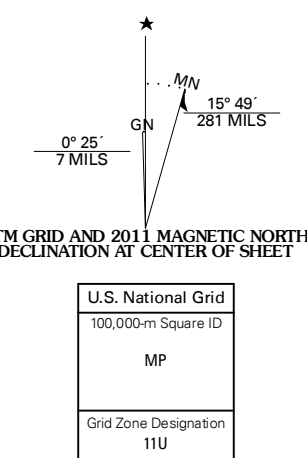 MN
15° 49´
281 MILS
GN
0° 25´
7 MILS
TM GRID AND 2011 MAGNETIC NORTH
DECLINATION AT CENTER OF SHEET
U.S. National Grid
100,000-m Square ID
MP
Grid Zone Designation
11U